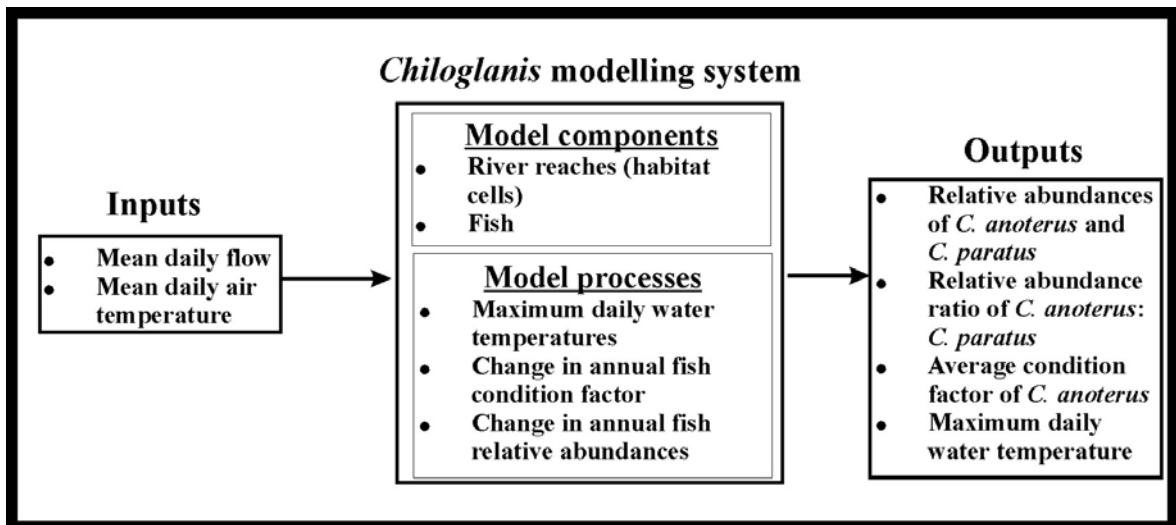 Chiloglanis modelling system
Inputs
• Mean daily flow
• Mean daily air
temperature
Model components
• River reaches (habitat
cells)
• Fish
Model processes
• Maximum daily water
temperatures
• Change in annual fish
condition factor
• Change in annual fish
relative abundances
Outputs
• Relative abundances
of C. anoterus and
C. paratus
• Relative abundance
ratio of C. anoterus:
C. paratus
• Average condition
factor of C. anoterus
• Maximum daily
water temperature